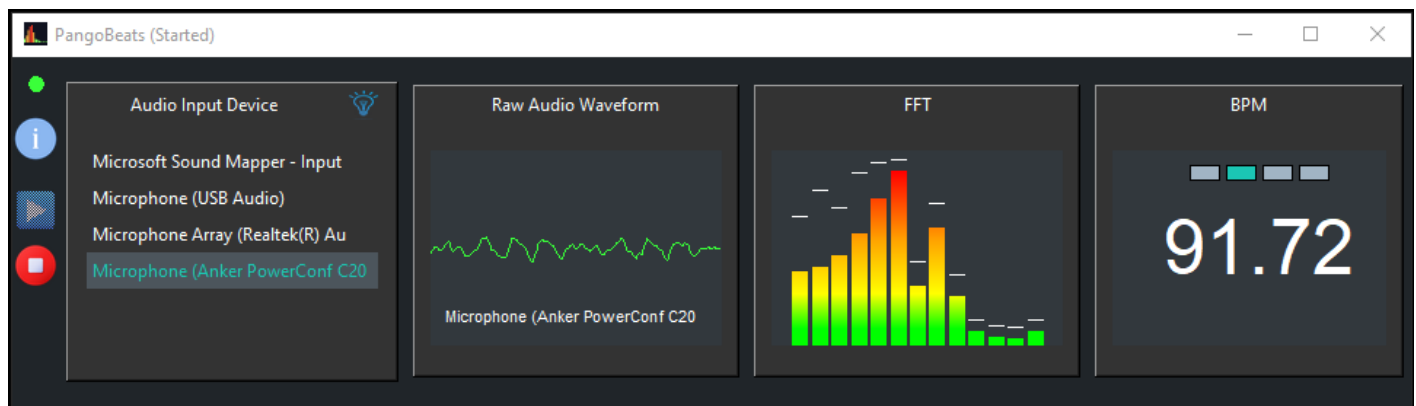 PangoBeats (Started)
Audio Input Device
Microsoft Sound Mapper - Input
Microphone (USB Audio)
Microphone Array (Realtek(R) Au
Microphone (Anker PowerConf C20
Raw Audio Waveform
Microphone (Anker PowerConf C20
FFT
BPM
91.72
i